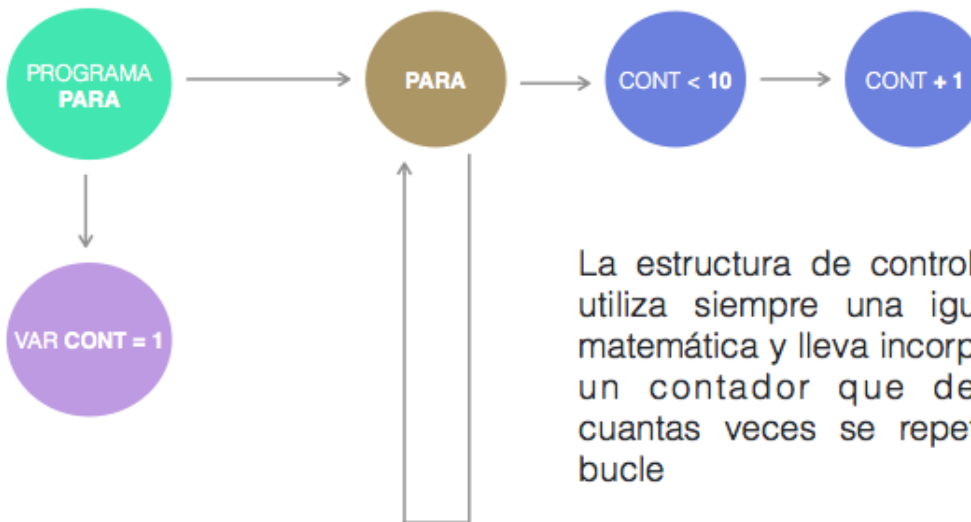 PROGRAMA
PARA
PARA
CONT < 10
CONT + 1
VAR CONT = 1
La estructura de control
utiliza siempre una
matemática y lleva
un contador que
cuantas veces se
bucle